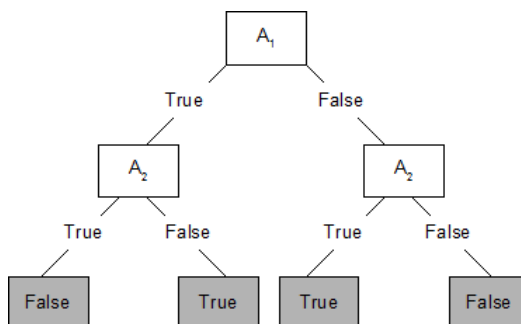 A₁
True False
A₂ A₂
True False True False
False True True False